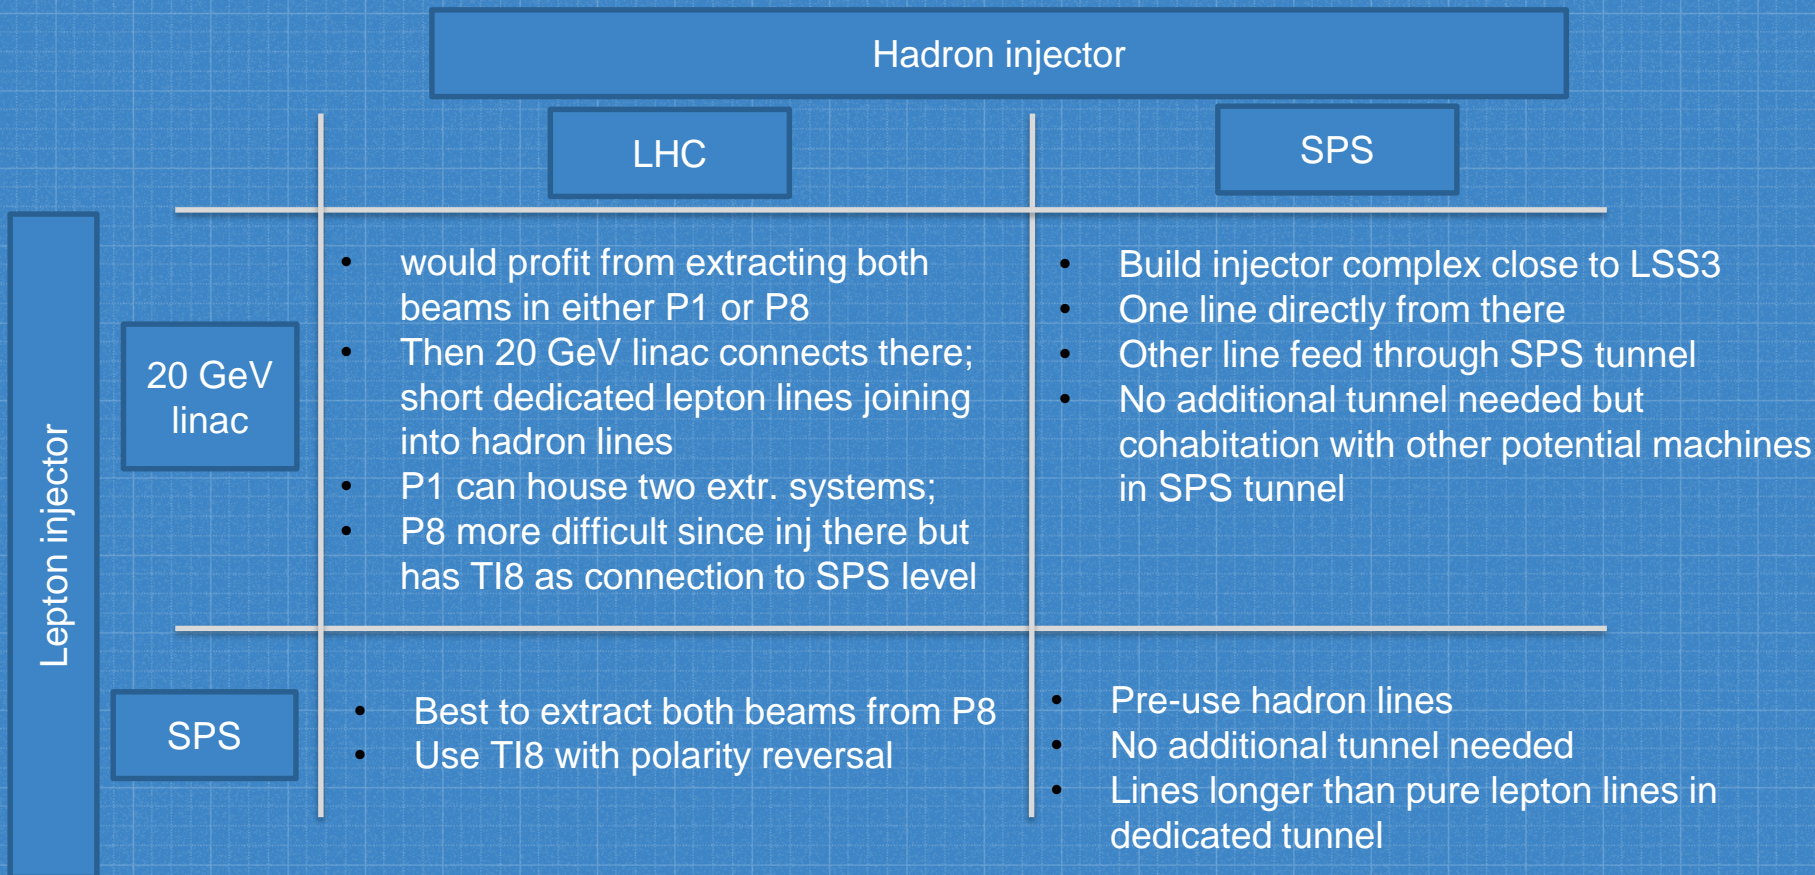 Hadron injector
LHC
SPS
Lepton injector
20 GeV
linac
• would profit from extracting both
beams in either P1 or P8
• Then 20 GeV linac connects there;
short dedicated lepton lines joining
into hadron lines
• P1 can house two extr. systems;
• P8 more difficult since inj there but
has TI8 as connection to SPS level
• Build injector complex close to LSS3
• One line directly from there
• Other line feed through SPS tunnel
• No additional tunnel needed but
cohabitation with other potential machines
in SPS tunnel
SPS
• Best to extract both beams from P8
• Use TI8 with polarity reversal
• Pre-use hadron lines
• No additional tunnel needed
• Lines longer than pure lepton lines in
dedicated tunnel